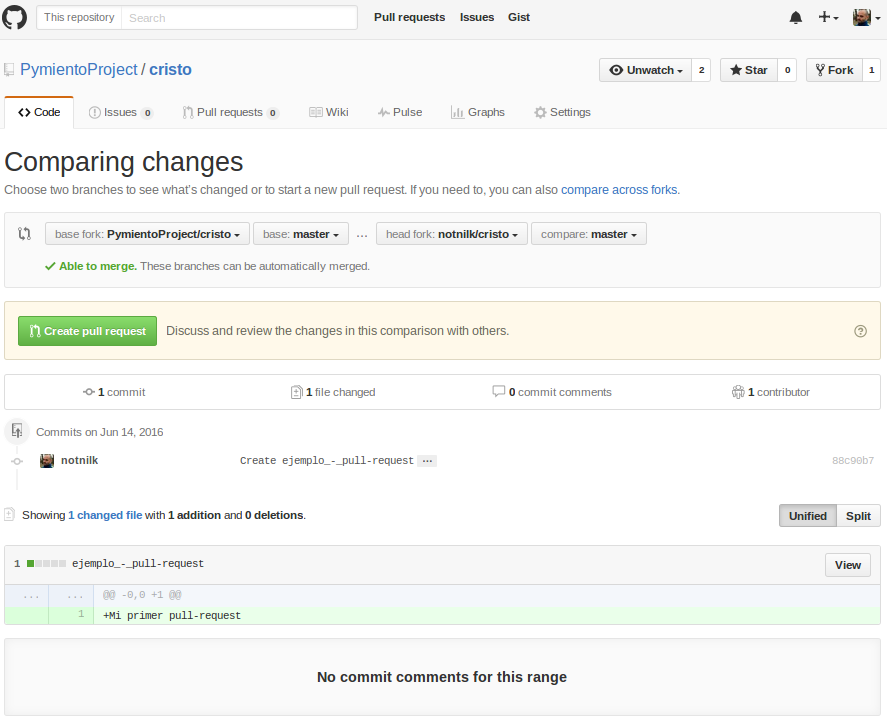 This repository Search Pull requests Issues Gist
PymientoProject / cristo Unwatch 2 Star 0 Fork 1
Code Issues 0 Pull requests 0 Wiki Pulse Graphs Settings
Comparing changes
Choose two branches to see what's changed or to start a new pull request. If you need to, you can also compare across forks.
base fork: PymientoProject/cristo base: master ... head fork: notnilk/cristo compare: master
Able to merge. These branches can be automatically merged.
Create pull request Discuss and review the changes in this comparison with others.
1 commit 1 file changed 0 commit comments 1 contributor
Commits on Jun 14, 2016
notnilk Create ejemplo_-_pull-request … 88c90b7
Showing 1 changed file with 1 addition and 0 deletions. Unified Split
1 ejemplo_-_pull-request View
... ... @@ -0,0 +1 @@
1 +Mi primer pull-request
No commit comments for this range